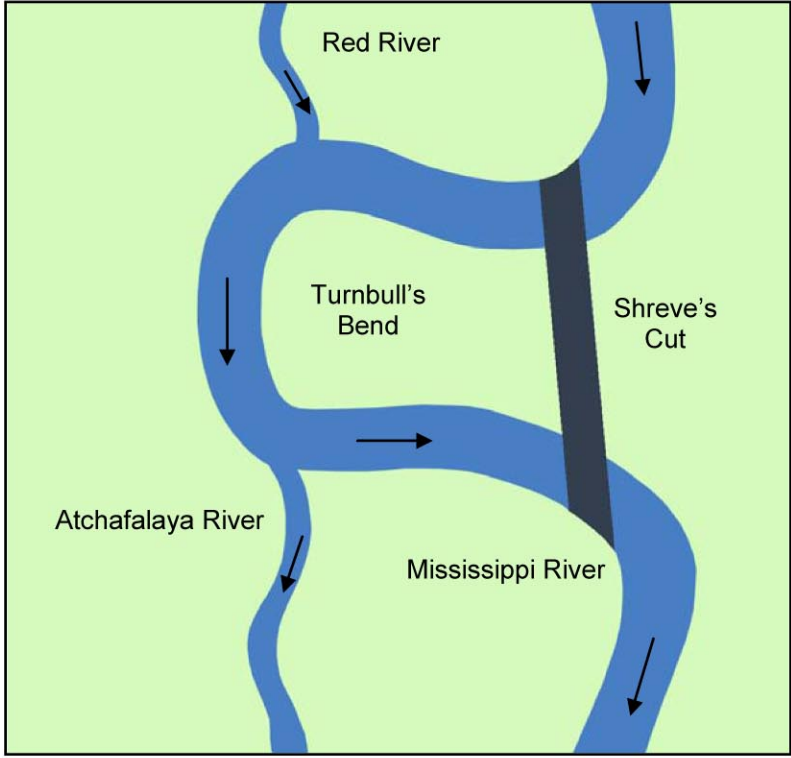 Red River
Turnbull’s
Bend
Shreve’s
Cut
Atchafalaya River
Mississippi River